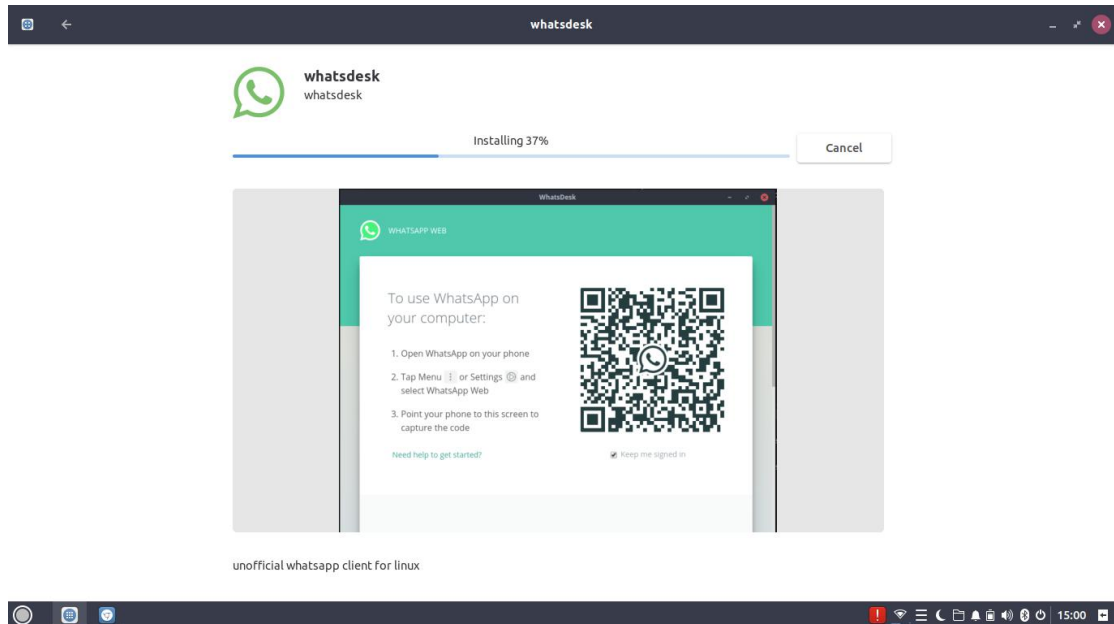 whatsdesk
whatsdesk
whatsdesk
Installing 37%
Cancel
WhatsDesk
WHATSAPP WEB
To use WhatsApp on
your computer:
1. Open WhatsApp on your phone
2. Tap Menu or Settings and
select WhatsApp Web
3. Point your phone to this screen to
capture the code
Need help to get started?
Keep me signed in
unofficial whatsapp client for linux
15:00